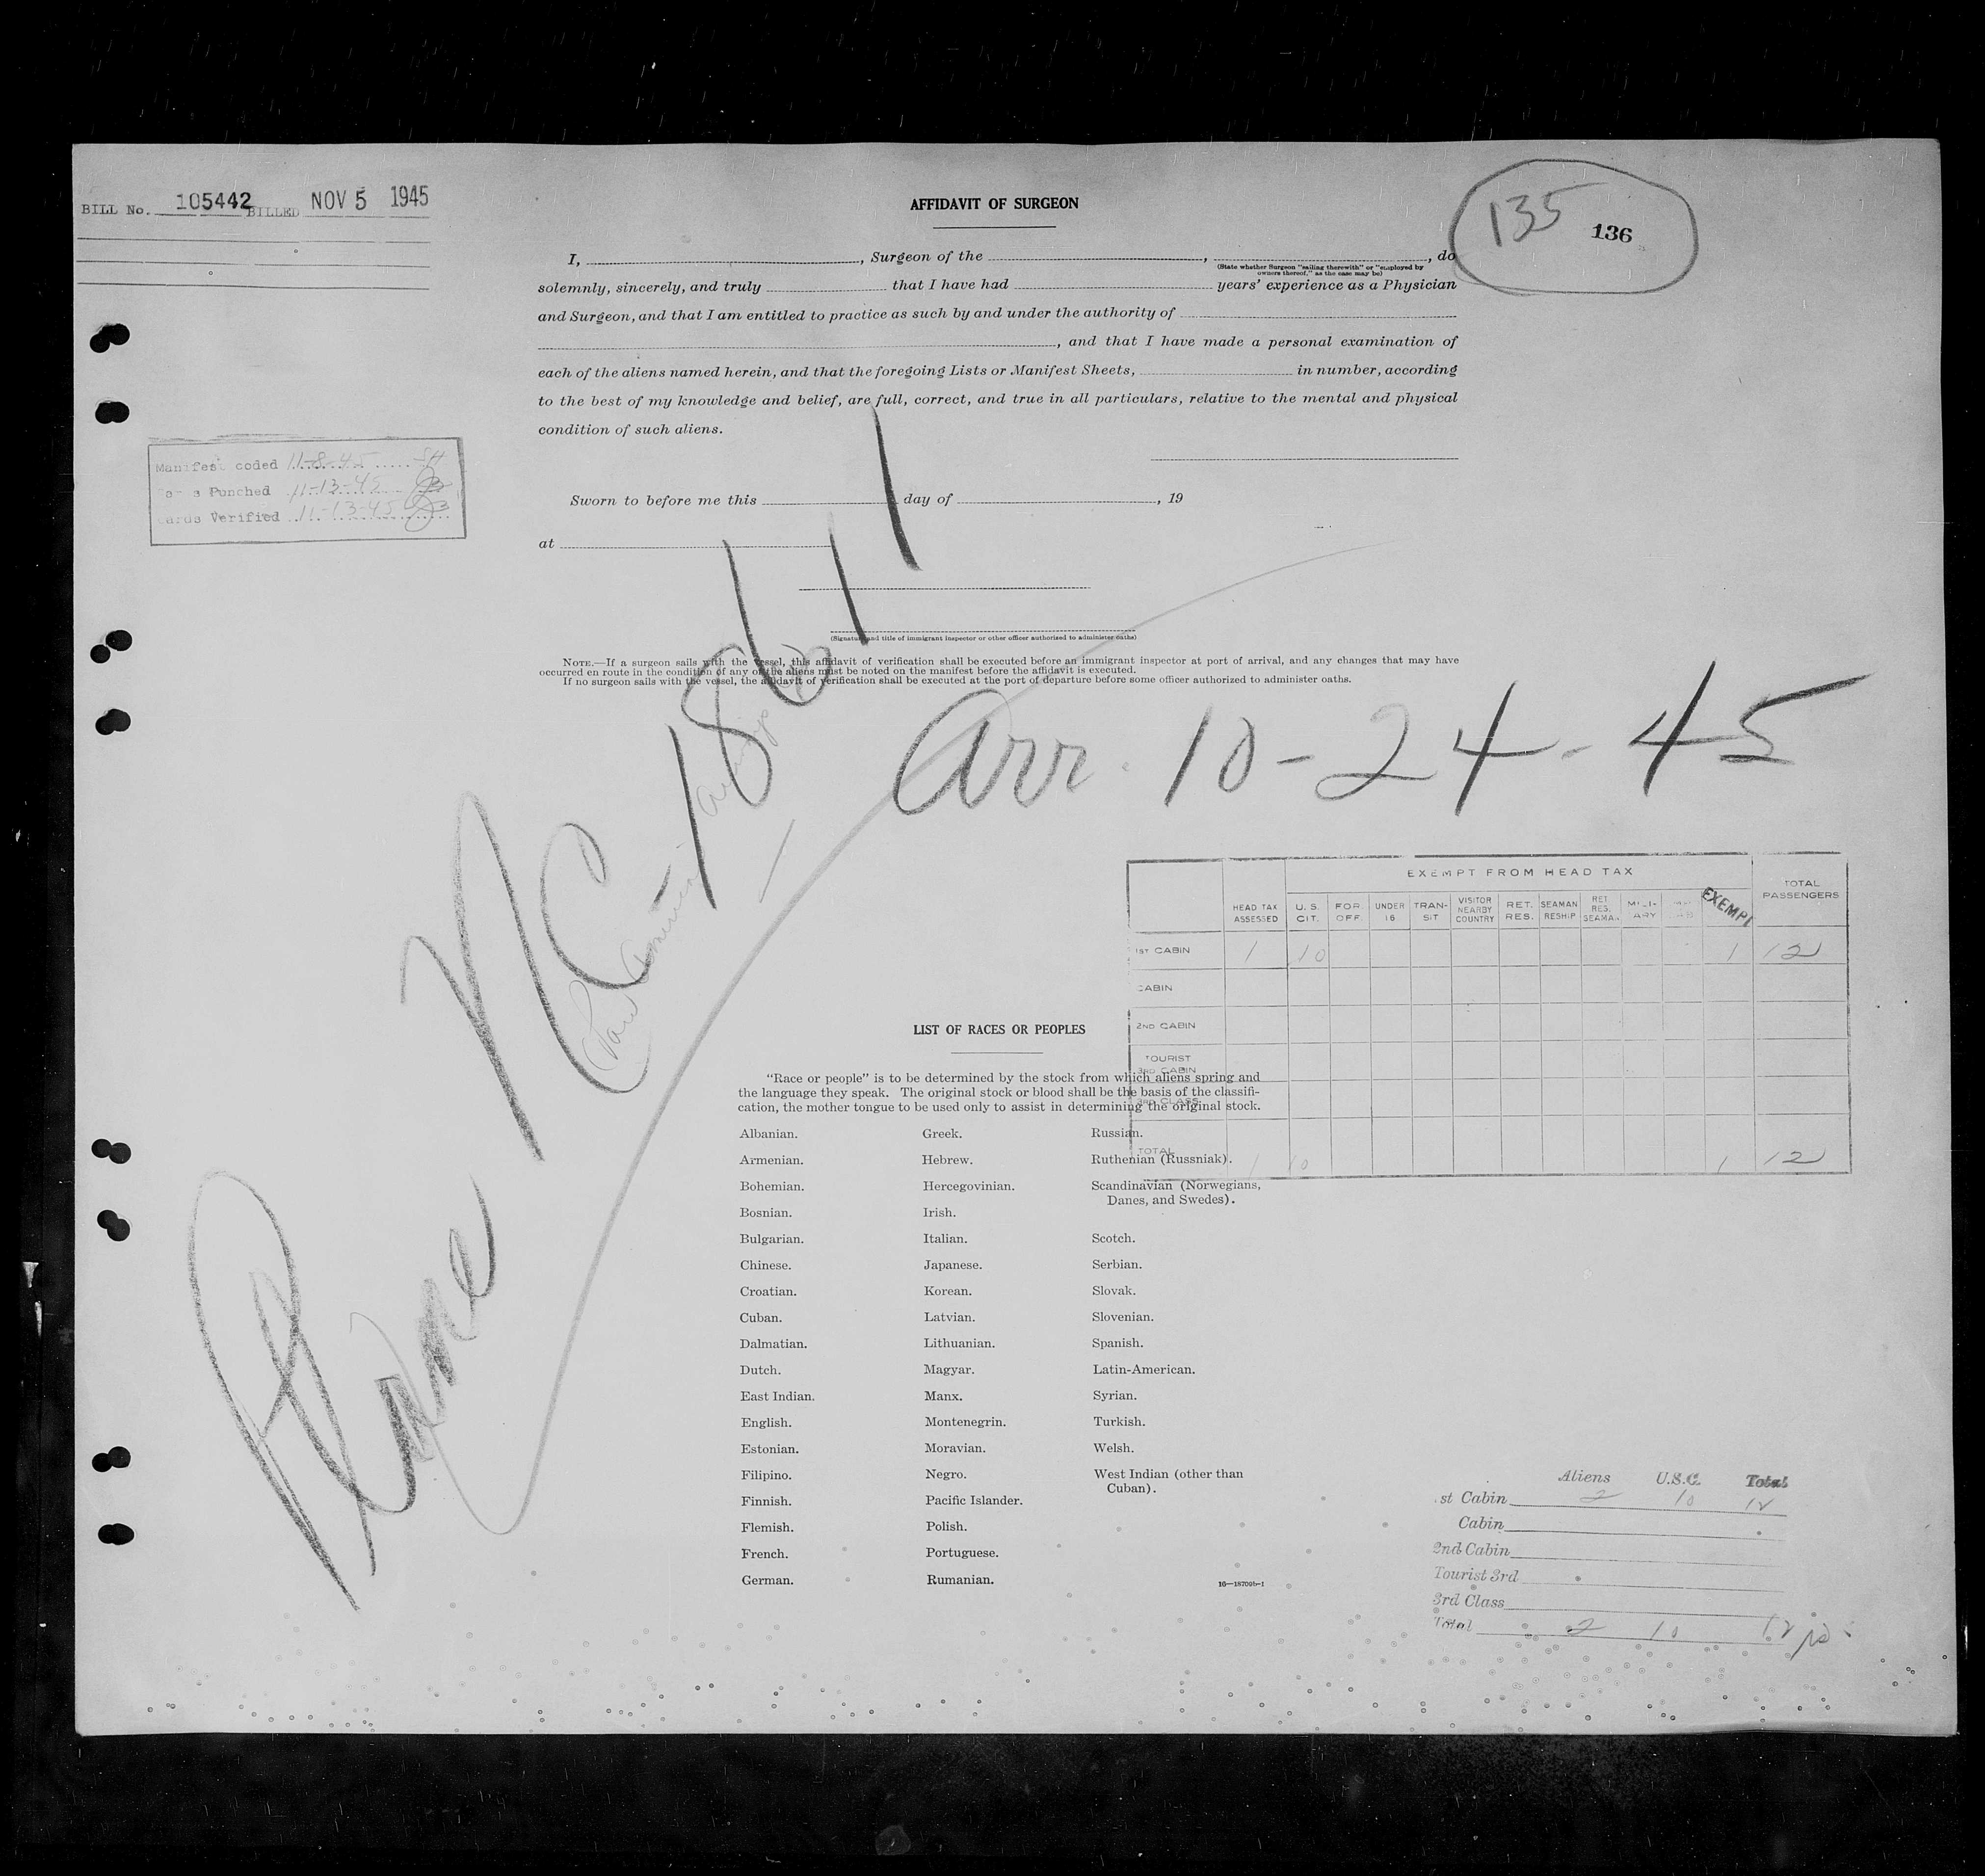 BILL No. 105442 BILLED NOV 5 1945
AFFIDAVIT OF SURGEON
135 136
I, , Surgeon of the , , do
(State whether Surgeon "sailing therewith" or "employed by
owners thereof," as the case may be)
solemnly, sincerely, and truly that I have had years' experience as a Physician
and Surgeon, and that I am entitled to practice as such by and under the authority of
, and that I have made a personal examination of
each of the aliens named herein, and that the foregoing Lists or Manifest Sheets, in number, according
to the best of my knowledge and belief, are full, correct, and true in all particulars, relative to the mental and physical
condition of such aliens.
Manifest coded 11-8-45 SH
Punched 11-13-45
Cards Verified 11-13-45
Sworn to before me this day of , 19
at
(Signature and title of immigrant inspector or other officer authorized to administer oaths)
NOTE.—If a surgeon sails with the vessel, this affidavit of verification shall be executed before an immigrant inspector at port of arrival, and any changes that may have
occurred en route in the condition of any of the aliens must be noted on the manifest before the affidavit is executed.
If no surgeon sails with the vessel, the affidavit of verification shall be executed at the port of departure before some officer authorized to administer oaths.
Plane NC-18611
Pan American Airways
Arr. 10-24-45
EXEMPT FROM HEAD TAX
HEAD TAX ASSESSED U. S. CIT. FOR OFF. UNDER 16 TRAN-SIT VISITOR NEARBY COUNTRY RET. RES. SEAMAN RESHIP RET. RES. SEAMAN MILI-ARY EXEMPT TOTAL PASSENGERS
1ST CABIN 1 10 1 12
CABIN
2ND CABIN
TOURIST
3RD CABIN
3RD CLASS
TOTAL 1 10 1 12
LIST OF RACES OR PEOPLES
"Race or people" is to be determined by the stock from which aliens spring and
the language they speak. The original stock or blood shall be the basis of the classifi-
cation, the mother tongue to be used only to assist in determining the original stock.
Albanian. Greek. Russian.
Armenian. Hebrew. Ruthenian (Russniak).
Bohemian. Hercegovinian. Scandinavian (Norwegians,
Danes, and Swedes).
Bosnian. Irish.
Bulgarian. Italian. Scotch.
Chinese. Japanese. Serbian.
Croatian. Korean. Slovak.
Cuban. Latvian. Slovenian.
Dalmatian. Lithuanian. Spanish.
Dutch. Magyar. Latin-American.
East Indian. Manx. Syrian.
English. Montenegrin. Turkish.
Estonian. Moravian. Welsh.
Filipino. Negro. West Indian (other than
Cuban).
Finnish. Pacific Islander.
Flemish. Polish.
French. Portuguese.
German. Rumanian.
16—18709b-1
Aliens U.S.C. Total
1st Cabin 2 10 12
Cabin
2nd Cabin
Tourist 3rd
3rd Class
Total 2 10 12